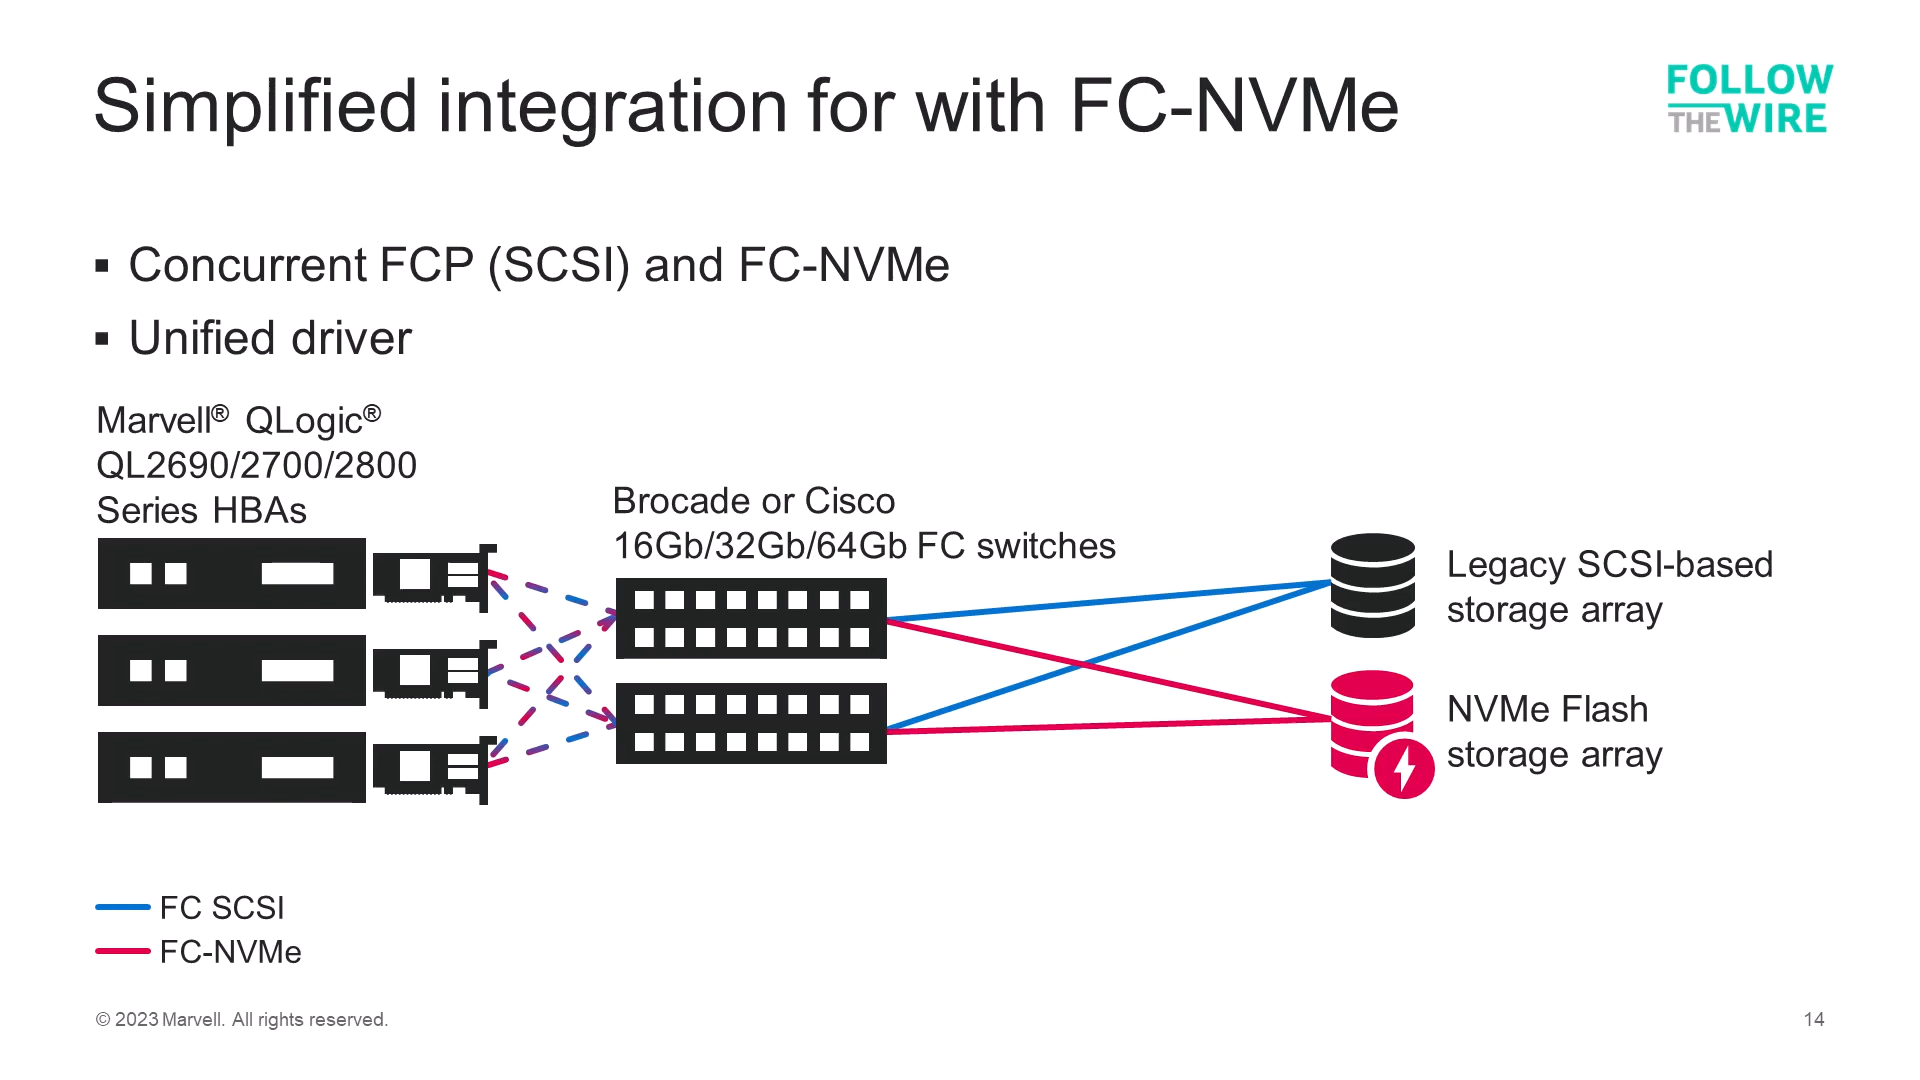 Simplified integration for with FC-NVMe
FOLLOW
THE WIRE
▪ Concurrent FCP (SCSI) and FC-NVMe
▪ Unified driver
Marvell® QLogic®
QL2690/2700/2800
Series HBAs
Brocade or Cisco
16Gb/32Gb/64Gb FC switches
Legacy SCSI-based
storage array
NVMe Flash
storage array
FC SCSI
FC-NVMe
© 2023 Marvell. All rights reserved.
14